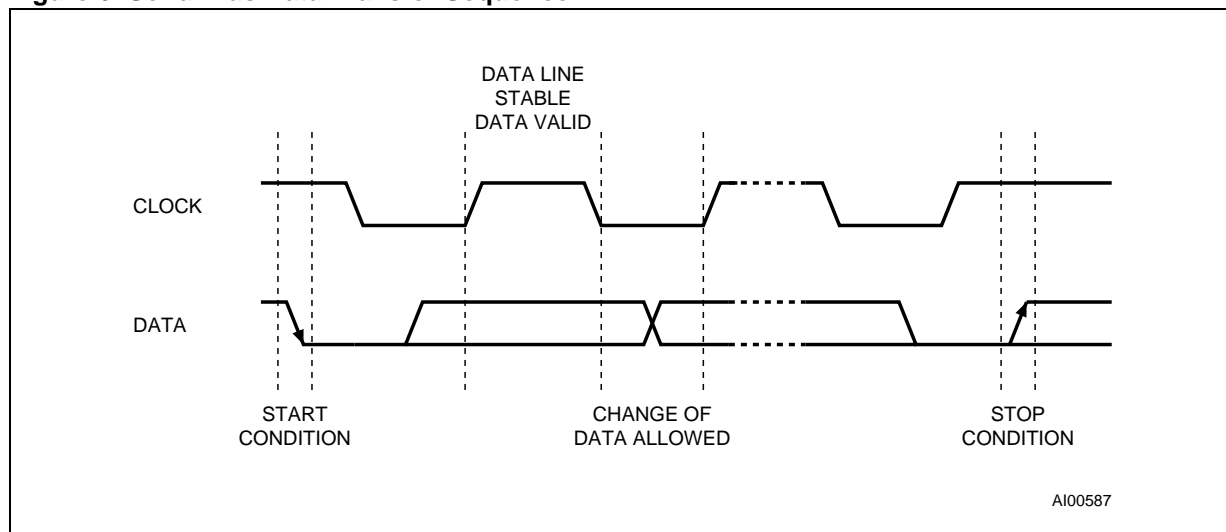 DATA LINE
STABLE
DATA VALID
CLOCK
DATA
START
CONDITION
CHANGE OF
DATA ALLOWED
STOP
CONDITION
AI00587